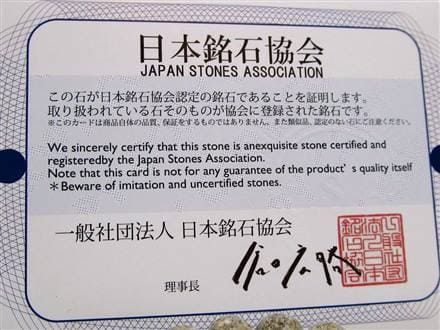 日本銘石協会
JAPAN STONES ASSOCIATION
この石が日本銘石協会認定の銘石であることを証明します。
取り扱われている石そのものが協会に登録された銘石です。
※このカードは商品自体の品質、保証をするものではありません、また類似品、認定のない石にご注意ください。
We sincerely certify that this stone is anexquisite stone certified and
registeredby the Japan Stones Association.
Note that this card is not for any guarantee of the product’s quality itself
＊Beware of imitation and uncertified stones.
一般社団法人 日本銘石協会
理事長